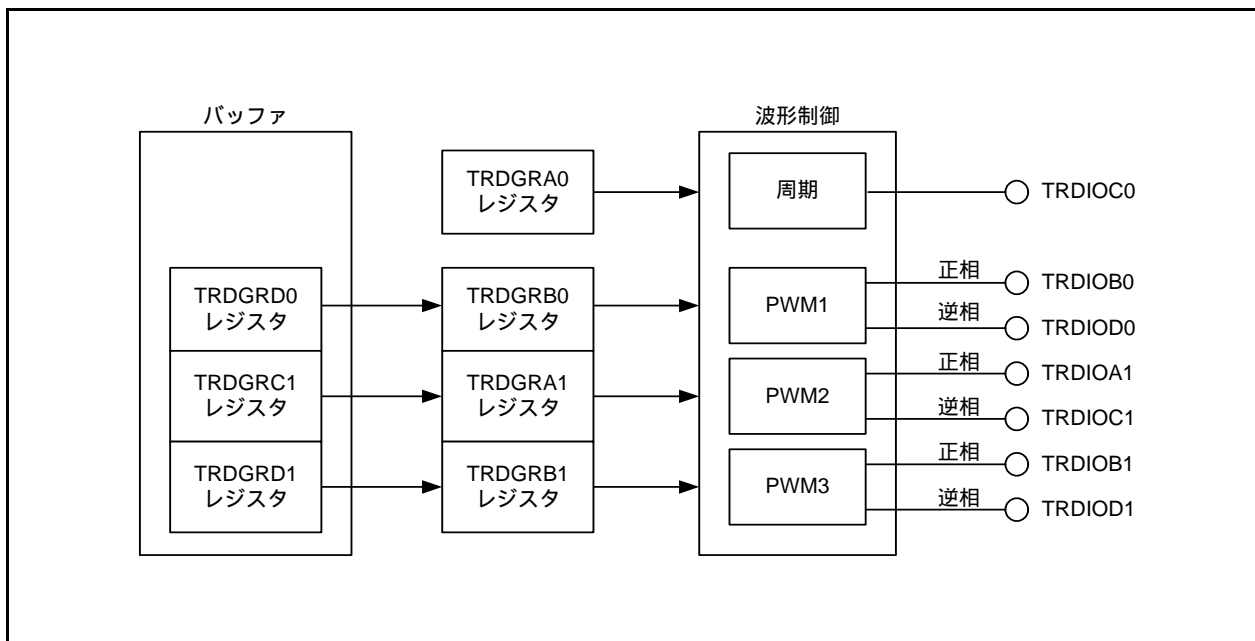 バッファ
波形制御
TRDGRA0
レジスタ
周期
TRDIOC0
TRDGRD0
レジスタ
TRDGRB0
レジスタ
PWM1
正相
TRDIOB0
逆相
TRDIOD0
TRDGRC1
レジスタ
TRDGRA1
レジスタ
PWM2
正相
TRDIOA1
逆相
TRDIOC1
TRDGRD1
レジスタ
TRDGRB1
レジスタ
PWM3
正相
TRDIOB1
逆相
TRDIOD1